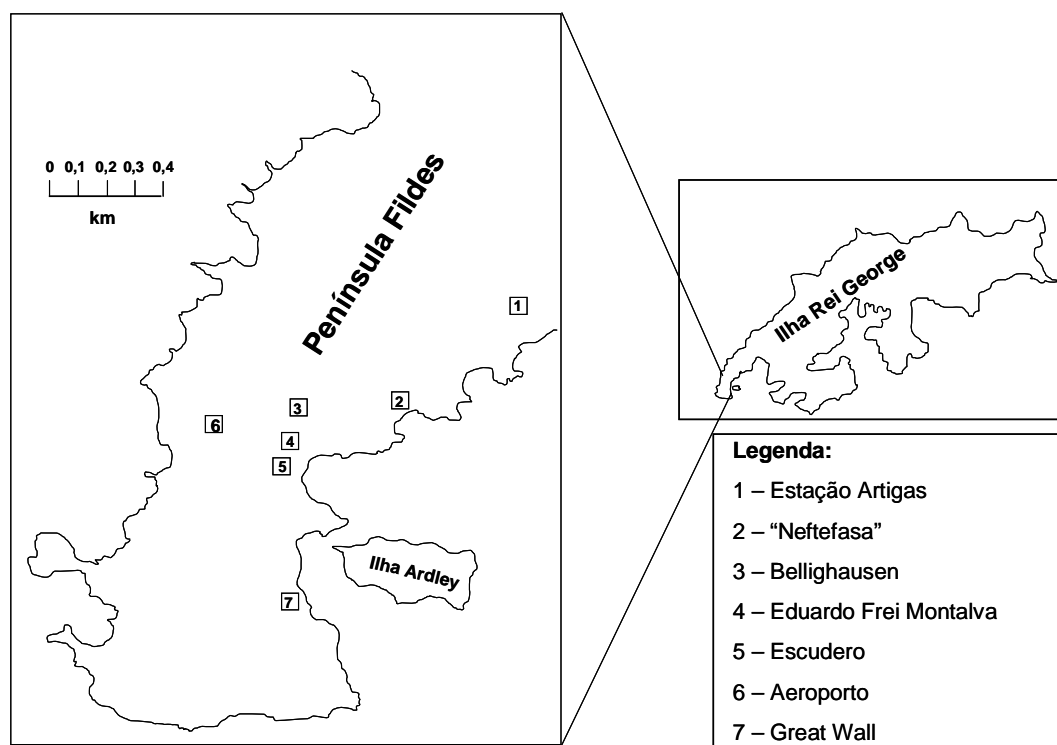 0 0,1 0,2 0,3 0,4
km
Península Fildes
1
2
3
4
5
6
7
Ilha Ardley
Ilha Rei George
Legenda:
1 – Estação Artigas
2 – “Neftefasa”
3 – Bellighausen
4 – Eduardo Frei Montalva
5 – Escudero
6 – Aeroporto
7 – Great Wall